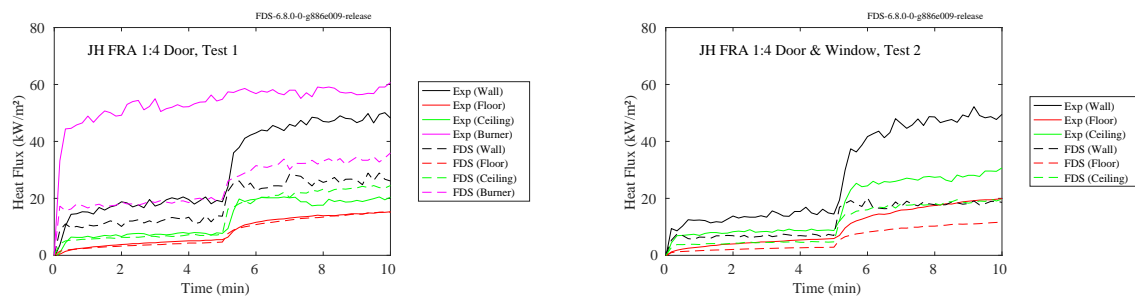 FDS-6.8.0-0-g886e009-release
JH FRA 1:4 Door, Test 1
80
60
40
20
0
0 2 4 6 8 10
Heat Flux (kW/m²)
Time (min)
Exp (Wall)
Exp (Floor)
Exp (Ceiling)
Exp (Burner)
FDS (Wall)
FDS (Floor)
FDS (Ceiling)
FDS (Burner)
FDS-6.8.0-0-g886e009-release
JH FRA 1:4 Door & Window, Test 2
80
60
40
20
0
0 2 4 6 8 10
Heat Flux (kW/m²)
Time (min)
Exp (Wall)
Exp (Floor)
Exp (Ceiling)
FDS (Wall)
FDS (Floor)
FDS (Ceiling)